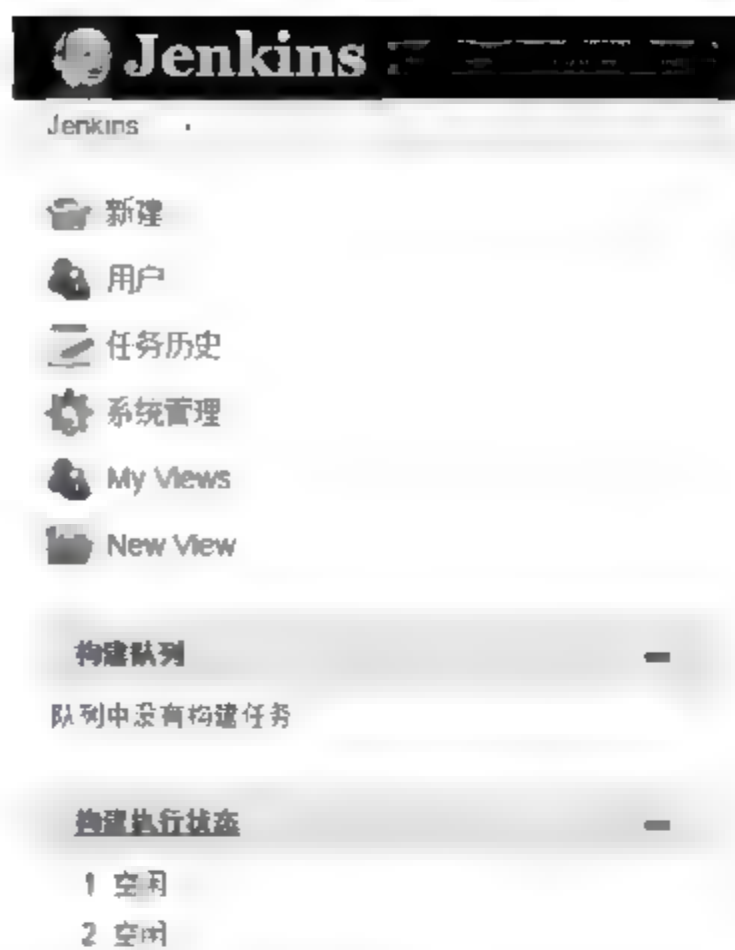 Jenkins
Jenkins
新建
用户
任务历史
系统管理
My Views
New View
构建队列
队列中没有构建任务
构建执行状态
1 空闲
2 空闲